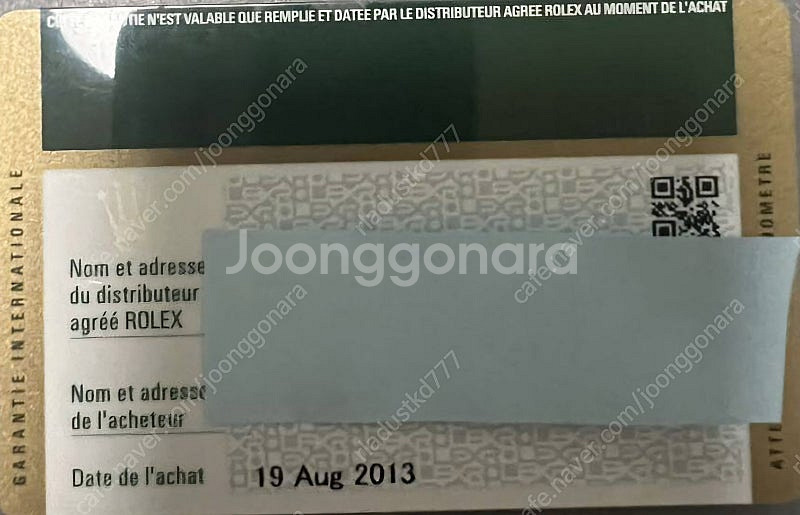 N'EST VALABLE QUE REMPLIE ET DATEE PAR LE DISTRIBUTEUR AGREE ROLEX AU MOMENT DE L'ACHAT
GARANTIE INTERNATIONALE
Nom et adresse
du distributeur
agréé ROLEX
Nom et adresse
de l'acheteur
Date de l'achat 19 Aug 2013
Joonggonara
cafe.naver.com/joonggonara
rladustkd777